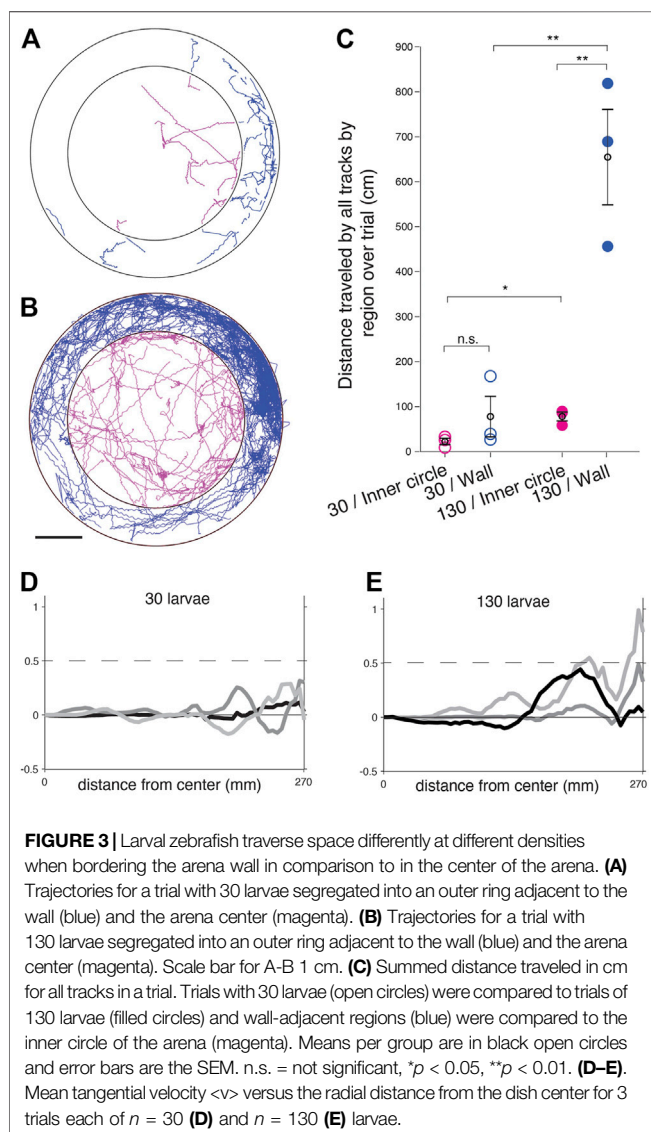 A
B
C
Distance traveled by all tracks by
region over trial (cm)
900
800
700
600
500
400
300
200
100
0
**
**
*
n.s.
30 / Inner circle
30 / Wall
130 / Inner circle
130 / Wall
D
30 larvae
1
0.5
0
-0.5
0
distance from center (mm)
270
E
130 larvae
1
0.5
0
-0.5
0
distance from center (mm)
270
FIGURE 3 | Larval zebrafish traverse space differently at different densities
when bordering the arena wall in comparison to in the center of the arena. (A)
Trajectories for a trial with 30 larvae segregated into an outer ring adjacent to the
wall (blue) and the arena center (magenta). (B) Trajectories for a trial with
130 larvae segregated into an outer ring adjacent to the wall (blue) and the arena
center (magenta). Scale bar for A-B 1 cm. (C) Summed distance traveled in cm
for all tracks in a trial. Trials with 30 larvae (open circles) were compared to trials of
130 larvae (filled circles) and wall-adjacent regions (blue) were compared to the
inner circle of the arena (magenta). Means per group are in black open circles
and error bars are the SEM. n.s. = not significant, *p < 0.05, **p < 0.01. (D–E).
Mean tangential velocity <v> versus the radial distance from the dish center for 3
trials each of n = 30 (D) and n = 130 (E) larvae.